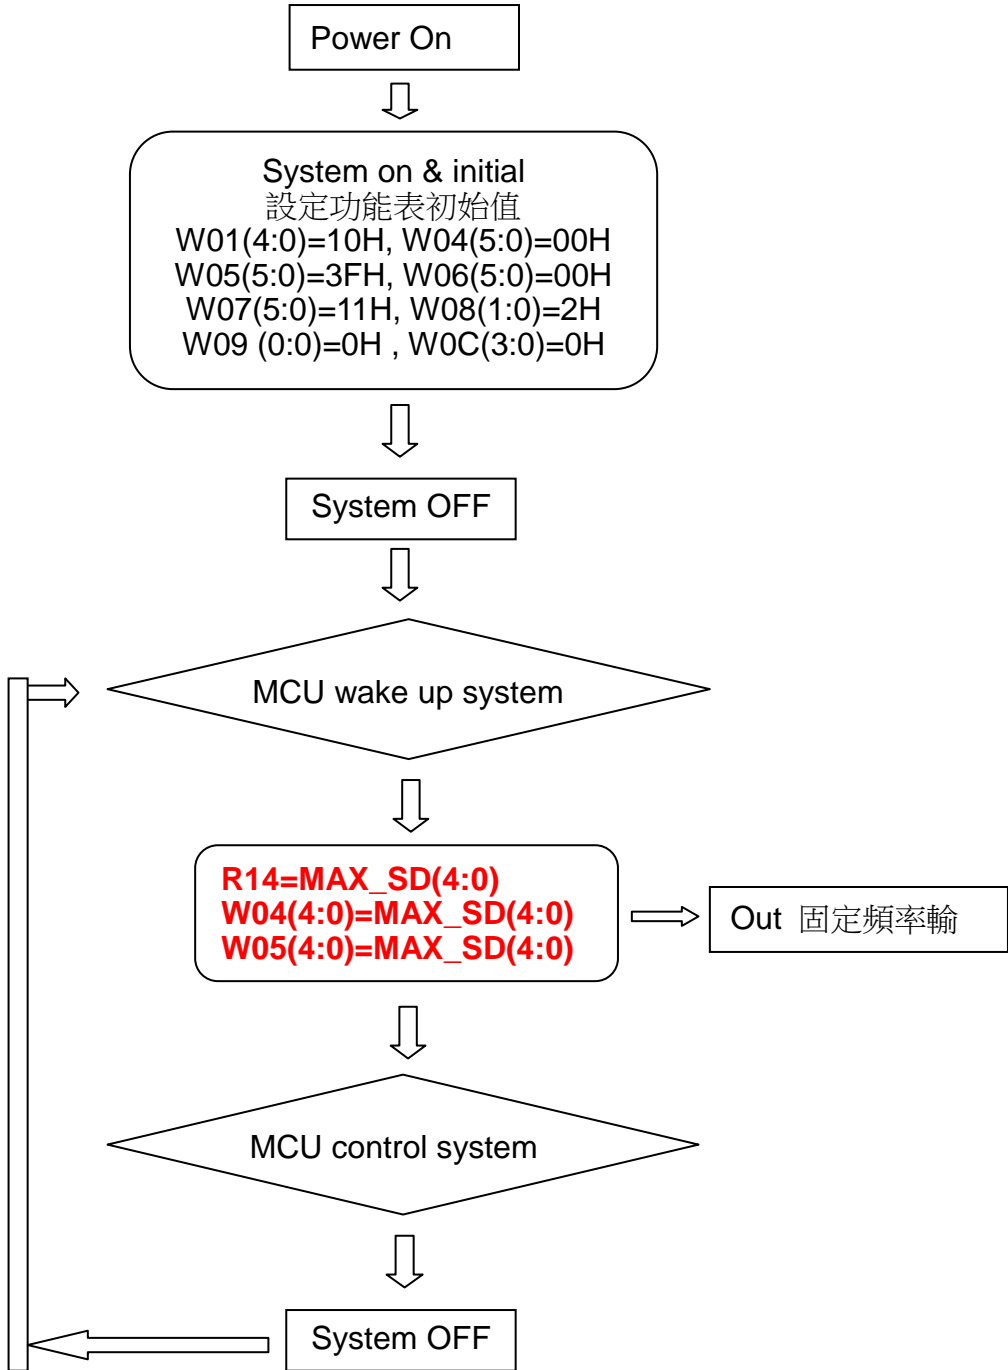 Power On
System on & initial
設定功能表初始值
W01(4:0)=10H, W04(5:0)=00H
W05(5:0)=3FH, W06(5:0)=00H
W07(5:0)=11H, W08(1:0)=2H
W09 (0:0)=0H , W0C(3:0)=0H
System OFF
MCU wake up system
R14=MAX_SD(4:0)
W04(4:0)=MAX_SD(4:0)
W05(4:0)=MAX_SD(4:0)
Out 固定頻率輸
MCU control system
System OFF